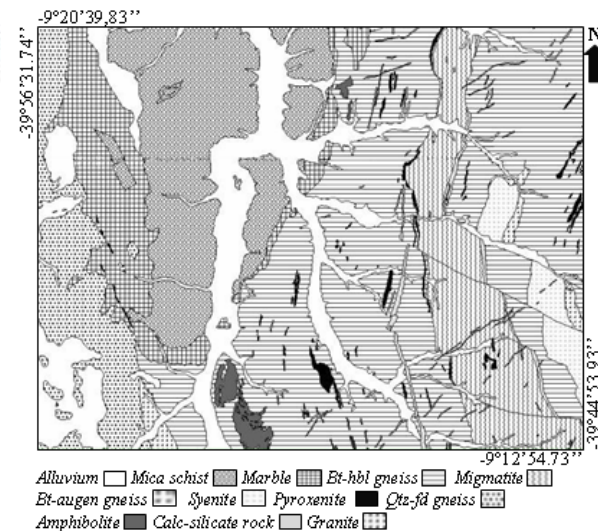 -9°20'39,83''
-39°56'31.74''
N
-39°44'53.93''
-9°12'54.73''
Alluvium Mica schist Marble Bt-hbl gneiss Migmatite
Bt-augen gneiss Syenite Pyroxenite Qtz-fd gneiss
Amphibolite Calc-silicate rock Granite